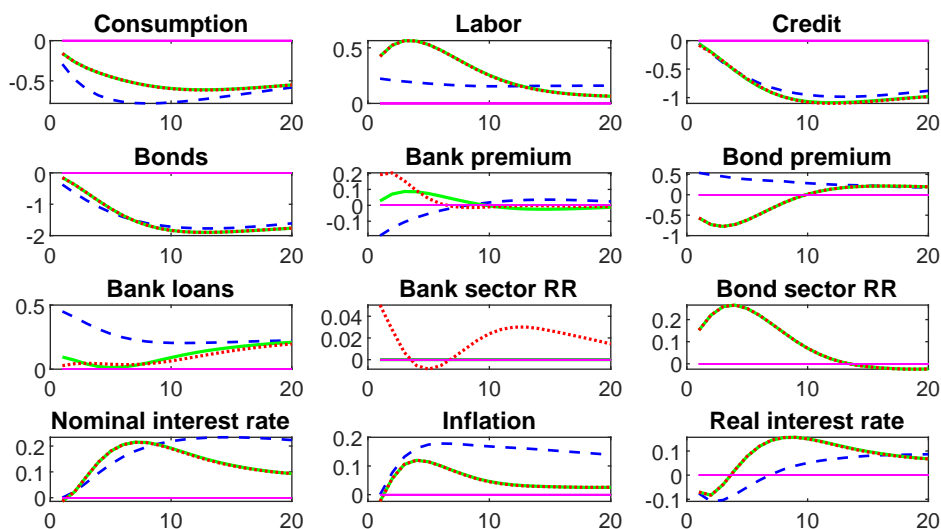 Consumption Labor Credit
0 0.5 0
-0.5 0 -0.5
-1
0 10 20 0 10 20 0 10 20
Bonds Bank premium Bond premium
0 0.2 0.5
-1 0.1 0
-2 0 -0.5
-0.1 -1
0 10 20 0 10 20 0 10 20
Bank loans Bank sector RR Bond sector RR
0.5 0.04 0.2
0.02 0.1
0 0 0
0 10 20 0 10 20 0 10 20
Nominal interest rate Inflation Real interest rate
0.2 0.2 0.1
0.1 0.1 0
0 0 -0.1
0 10 20 0 10 20 0 10 20